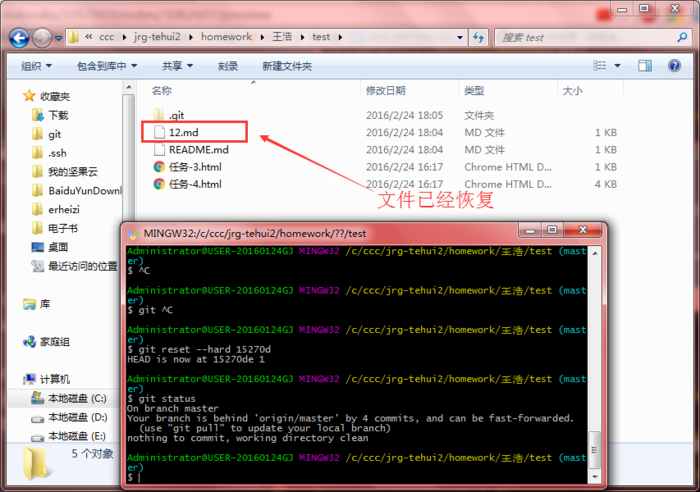 « ccc ▸ jrg-tehui2 ▸ homework ▸ 王浩 ▸ test ▸
搜索 test
组织 包含到库中 共享 刻录 新建文件夹
收藏夹
下载
git
.ssh
我的坚果云
BaiduYunDownl
erheizi
电子书
桌面
最近访问的位置
库
家庭组
计算机
本地磁盘 (C:)
本地磁盘 (D:)
本地磁盘 (E:)
名称 修改日期 类型 大小
.git 2016/2/24 18:05 文件夹
12.md 2016/2/24 18:04 MD 文件 1 KB
README.md 2016/2/24 18:04 MD 文件 1 KB
任务-3.html 2016/2/24 16:17 Chrome HTML D... 1 KB
任务-4.html 2016/2/24 16:17 Chrome HTML D... 4 KB
文件已经恢复
MINGW32:/c/ccc/jrg-tehui2/homework/??/test
Administrator@USER-20160124GJ MINGW32 /c/ccc/jrg-tehui2/homework/王浩/test (mast
er)
$ ^C
Administrator@USER-20160124GJ MINGW32 /c/ccc/jrg-tehui2/homework/王浩/test (mast
er)
$ git ^C
Administrator@USER-20160124GJ MINGW32 /c/ccc/jrg-tehui2/homework/王浩/test (mast
er)
$ git reset --hard 15270d
HEAD is now at 15270de 1
Administrator@USER-20160124GJ MINGW32 /c/ccc/jrg-tehui2/homework/王浩/test (mast
er)
$ git status
On branch master
Your branch is behind 'origin/master' by 4 commits, and can be fast-forwarded.
(use "git pull" to update your local branch)
nothing to commit, working directory clean
Administrator@USER-20160124GJ MINGW32 /c/ccc/jrg-tehui2/homework/王浩/test (mast
er)
$
5 个对象